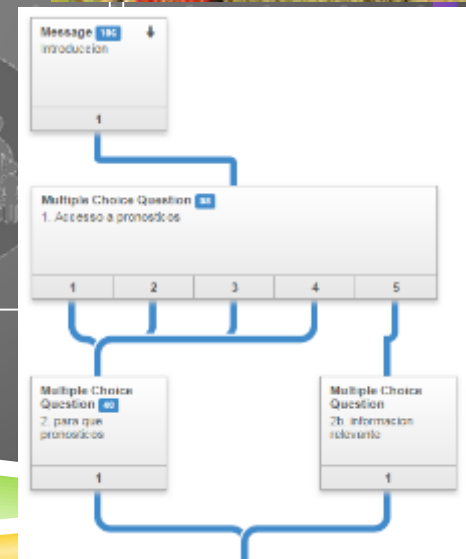 Message
Introduccion
1
Multiple Choice Question
1. Accesso a pronosticos
1 2 3 4 5
Multiple Choice
Question 40
2. para que
pronosticos
1
Multiple Choice
Question
2b. informacion
relevante
1